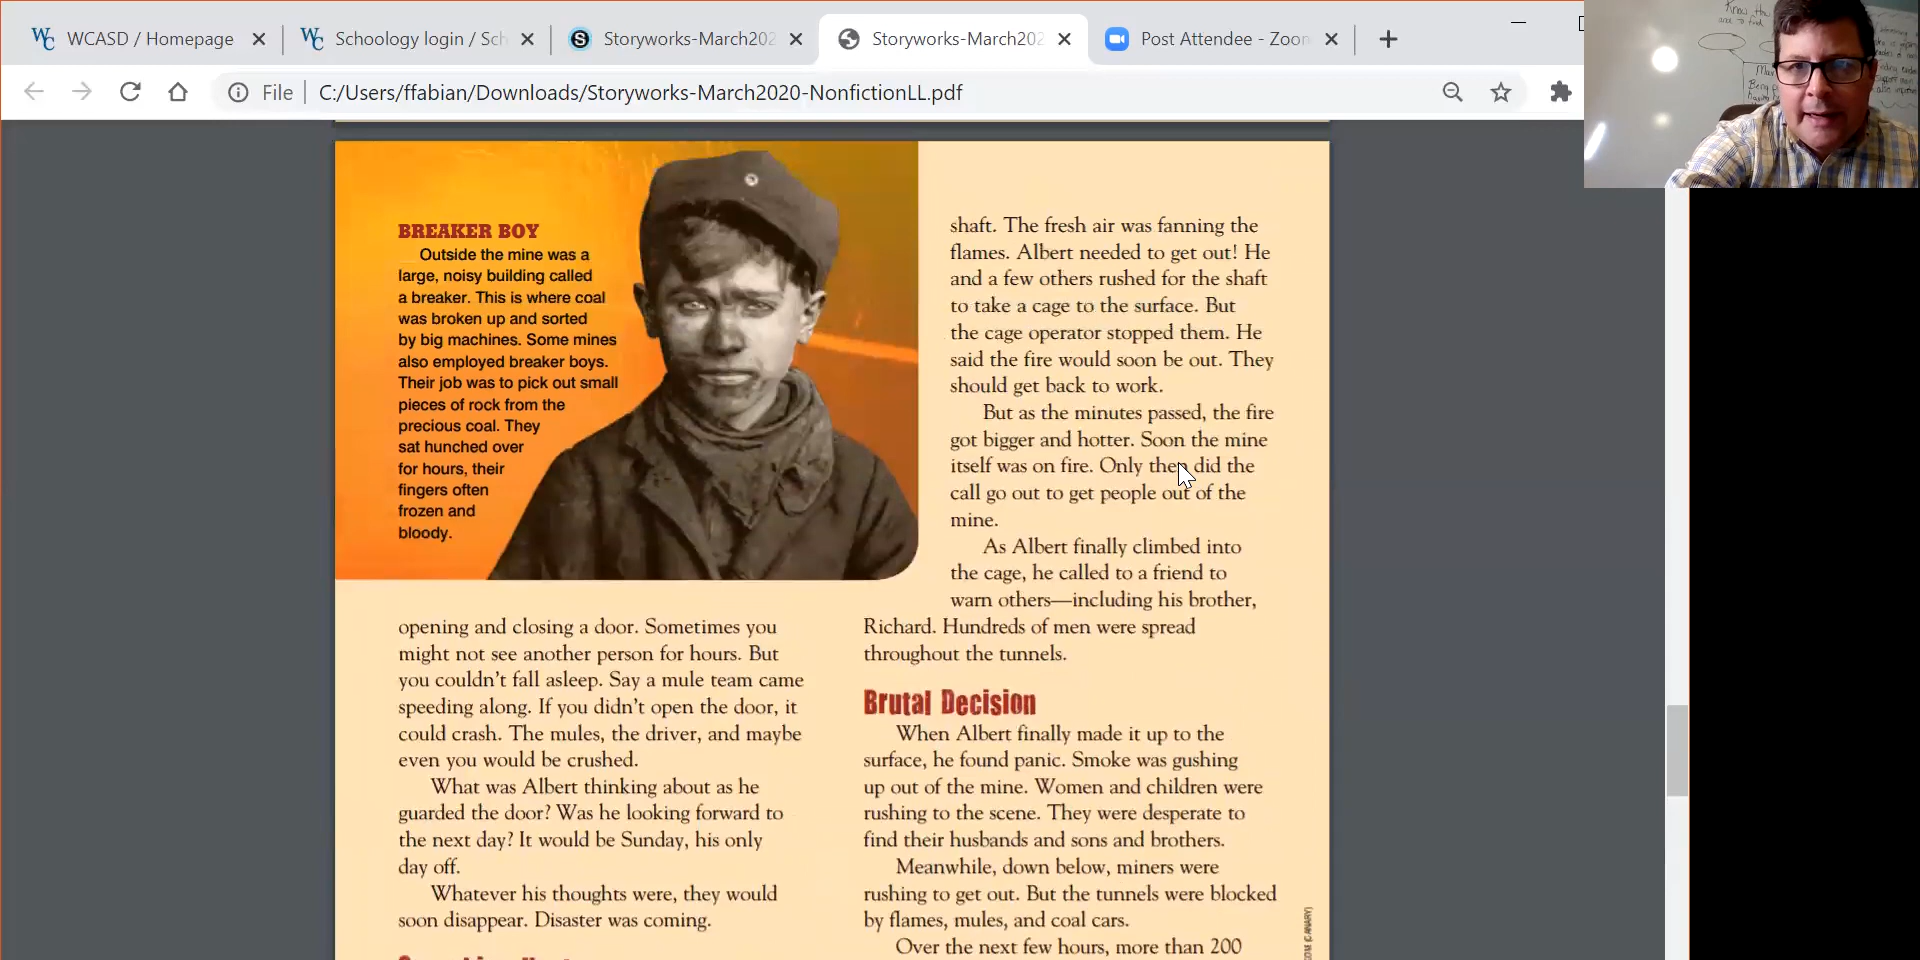 WCASD / Homepage
Schoology login / Sch
Storyworks-March202
Storyworks-March202
Post Attendee - Zoom
File
C:/Users/ffabian/Downloads/Storyworks-March2020-NonfictionLL.pdf
BREAKER BOY
Outside the mine was a
large, noisy building called
a breaker. This is where coal
was broken up and sorted
by big machines. Some mines
also employed breaker boys.
Their job was to pick out small
pieces of rock from the
precious coal. They
sat hunched over
for hours, their
fingers often
frozen and
bloody.
opening and closing a door. Sometimes you
might not see another person for hours. But
you couldn't fall asleep. Say a mule team came
speeding along. If you didn't open the door, it
could crash. The mules, the driver, and maybe
even you would be crushed.
What was Albert thinking about as he
guarded the door? Was he looking forward to
the next day? It would be Sunday, his only
day off.
Whatever his thoughts were, they would
soon disappear. Disaster was coming.
shaft. The fresh air was fanning the
flames. Albert needed to get out! He
and a few others rushed for the shaft
to take a cage to the surface. But
the cage operator stopped them. He
said the fire would soon be out. They
should get back to work.
But as the minutes passed, the fire
got bigger and hotter. Soon the mine
itself was on fire. Only then did the
call go out to get people out of the
mine.
As Albert finally climbed into
the cage, he called to a friend to
warn others—including his brother,
Richard. Hundreds of men were spread
throughout the tunnels.
Brutal Decision
When Albert finally made it up to the
surface, he found panic. Smoke was gushing
up out of the mine. Women and children were
rushing to the scene. They were desperate to
find their husbands and sons and brothers.
Meanwhile, down below, miners were
rushing to get out. But the tunnels were blocked
by flames, mules, and coal cars.
Over the next few hours, more than 200